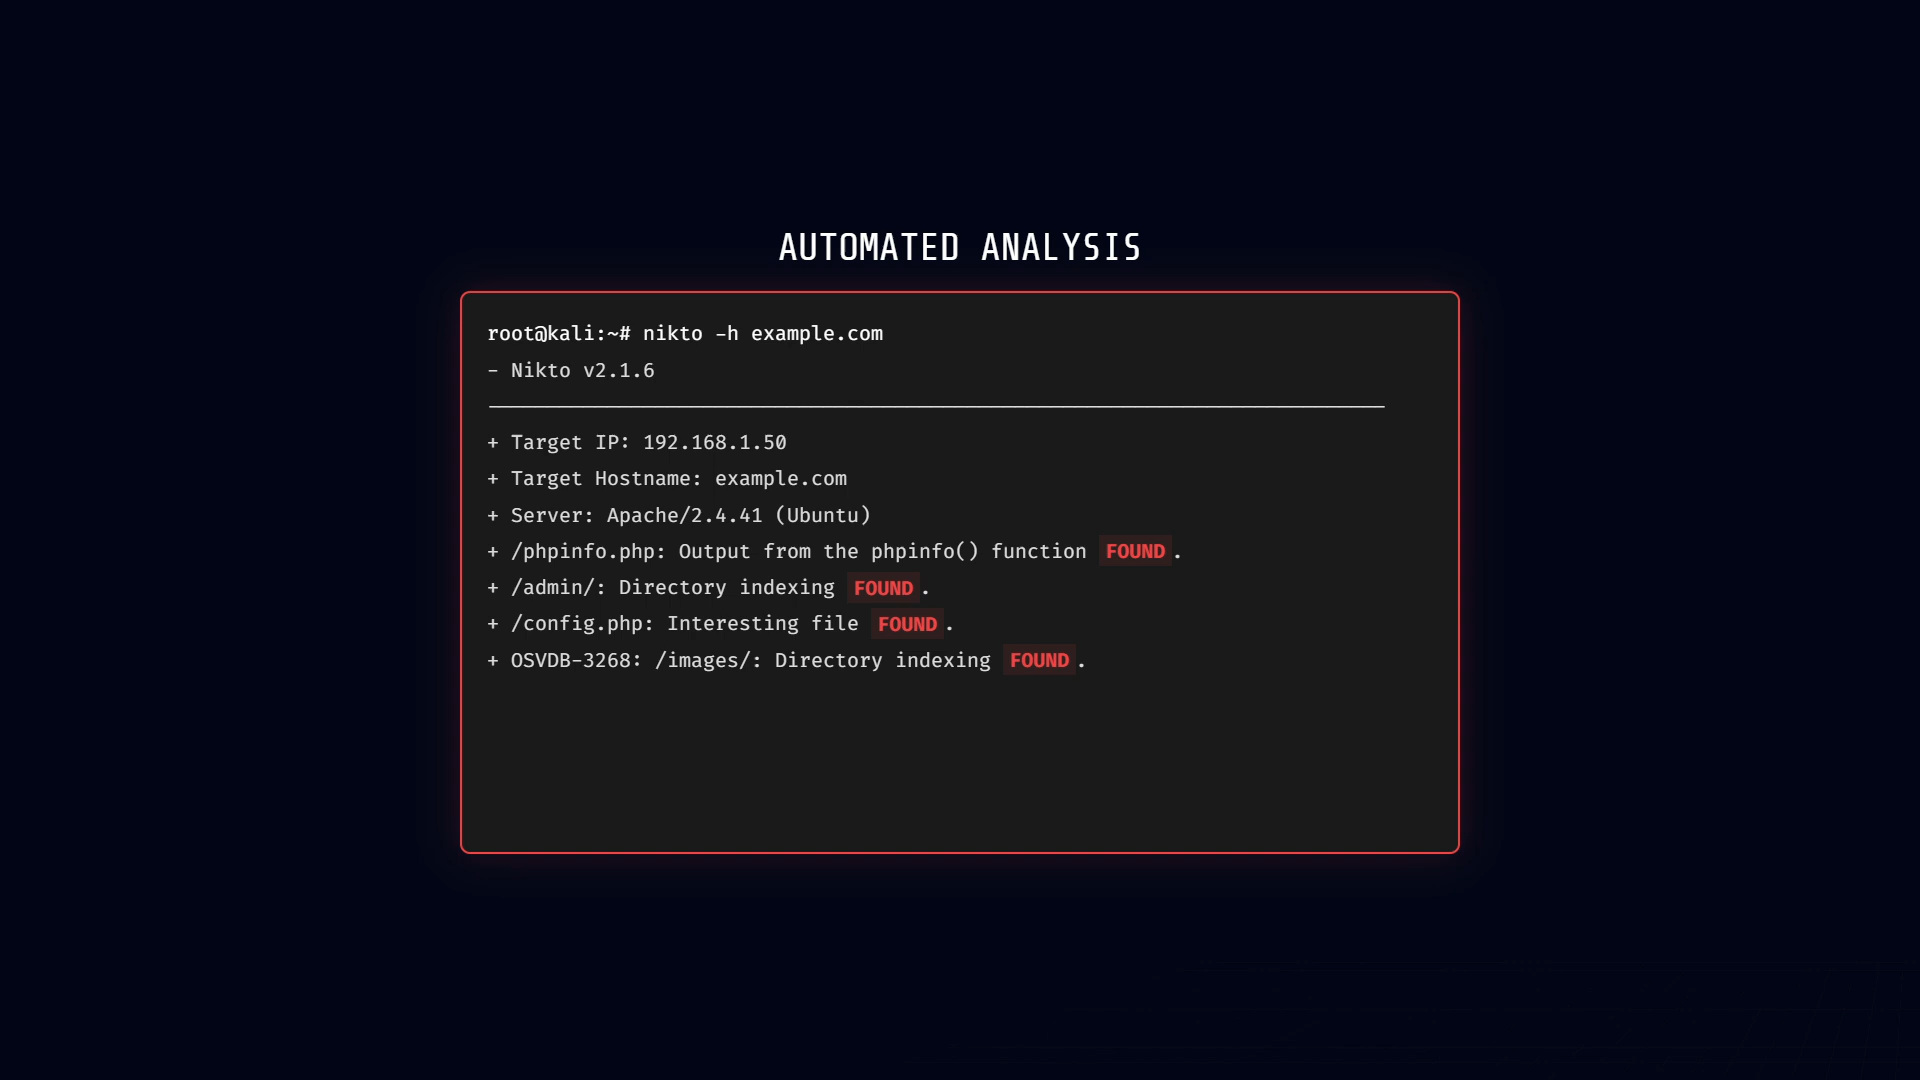 AUTOMATED ANALYSIS
root@kali:~# nikto -h example.com
- Nikto v2.1.6
---------------------------------------------------------------------------
+ Target IP: 192.168.1.50
+ Target Hostname: example.com
+ Server: Apache/2.4.41 (Ubuntu)
+ /phpinfo.php: Output from the phpinfo() function FOUND.
+ /admin/: Directory indexing FOUND.
+ /config.php: Interesting file FOUND.
+ OSVDB-3268: /images/: Directory indexing FOUND.